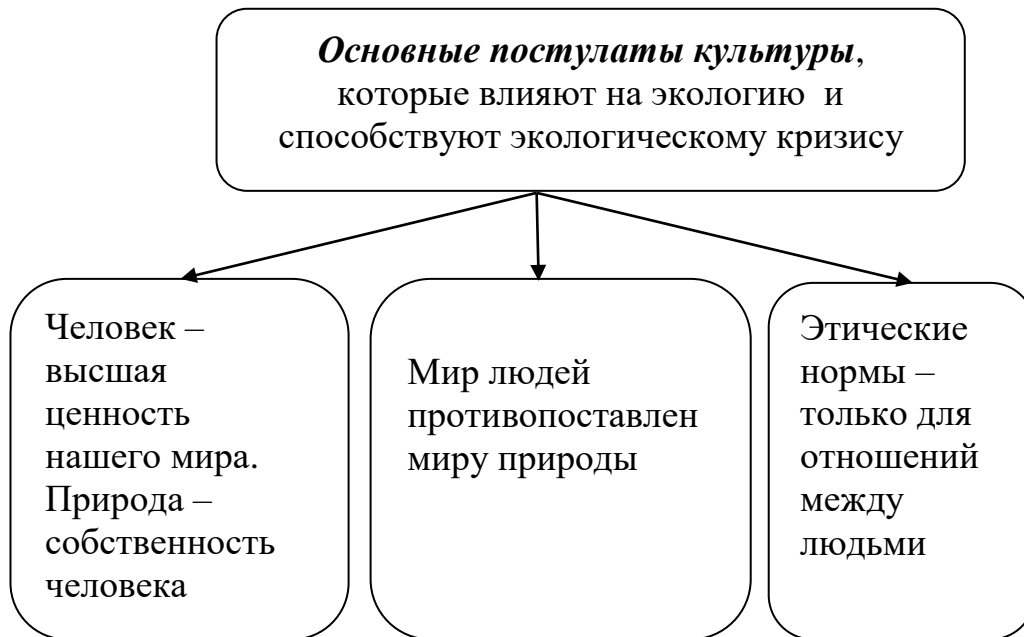 Основные постулаты культуры,
которые влияют на экологию и
способствуют экологическому кризису
Человек –
высшая
ценность
нашего мира.
Природа –
собственность
человека
Мир людей
противопоставлен
миру природы
Этические
нормы –
только для
отношений
между
людьми